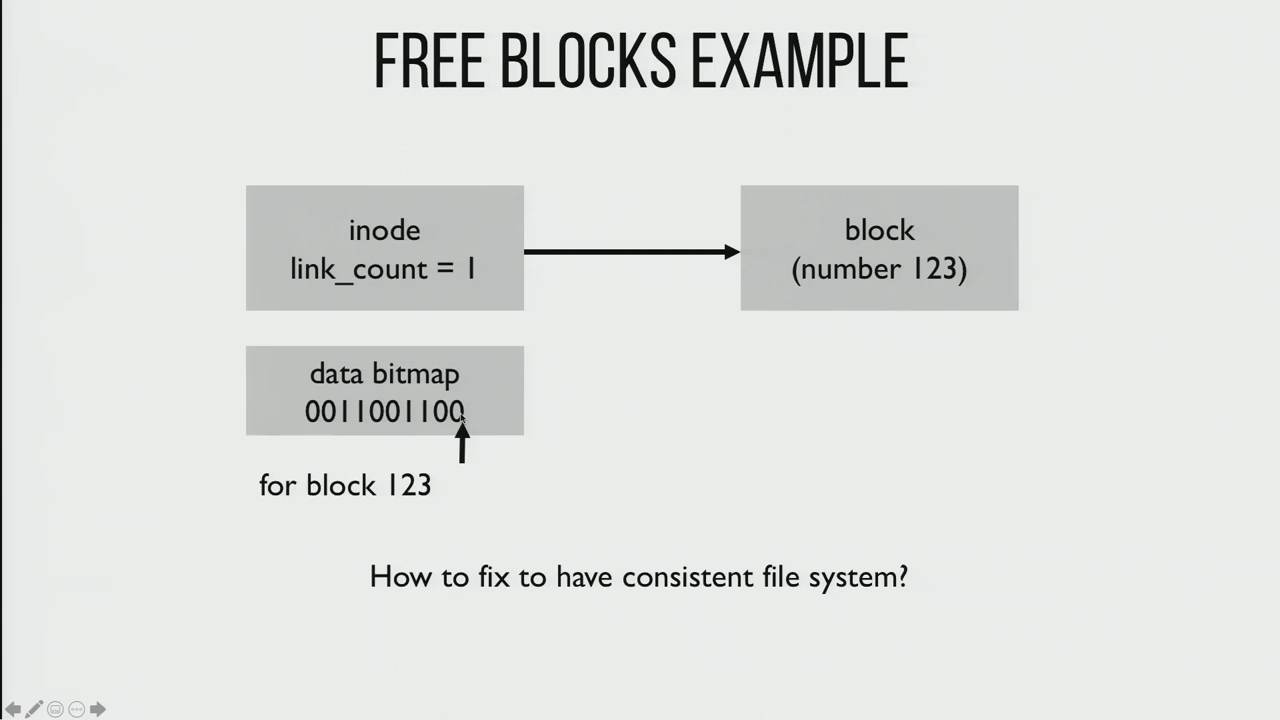 FREE BLOCKS EXAMPLE
inode
link_count = 1
block
(number 123)
data bitmap
0011001100
for block 123
How to fix to have consistent file system?